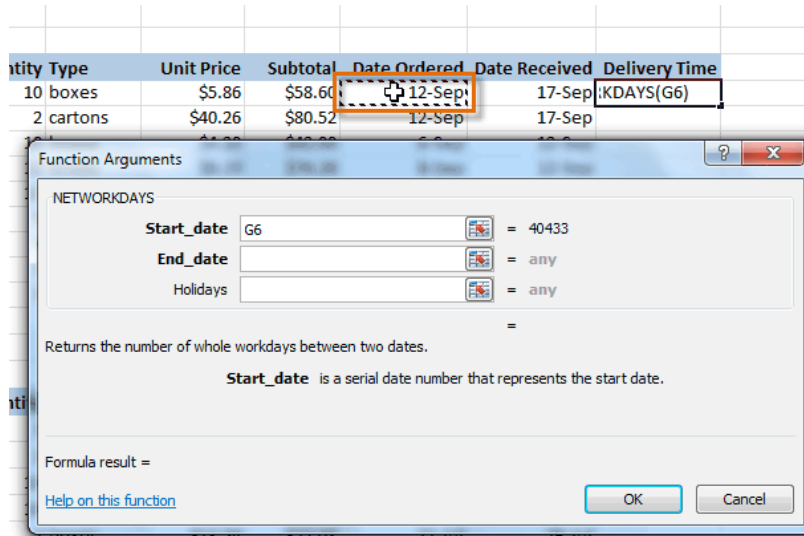 ntity Type Unit Price Subtotal Date Ordered Date Received Delivery Time
10 boxes $5.86 $58.60 12-Sep 17-Sep KDAYS(G6)
2 cartons $40.26 $80.52 12-Sep 17-Sep
Function Arguments
NETWORKDAYS
Start_date G6 = 40433
End_date = any
Holidays = any
=
Returns the number of whole workdays between two dates.
Start_date is a serial date number that represents the start date.
nti
Formula result =
Help on this function OK Cancel